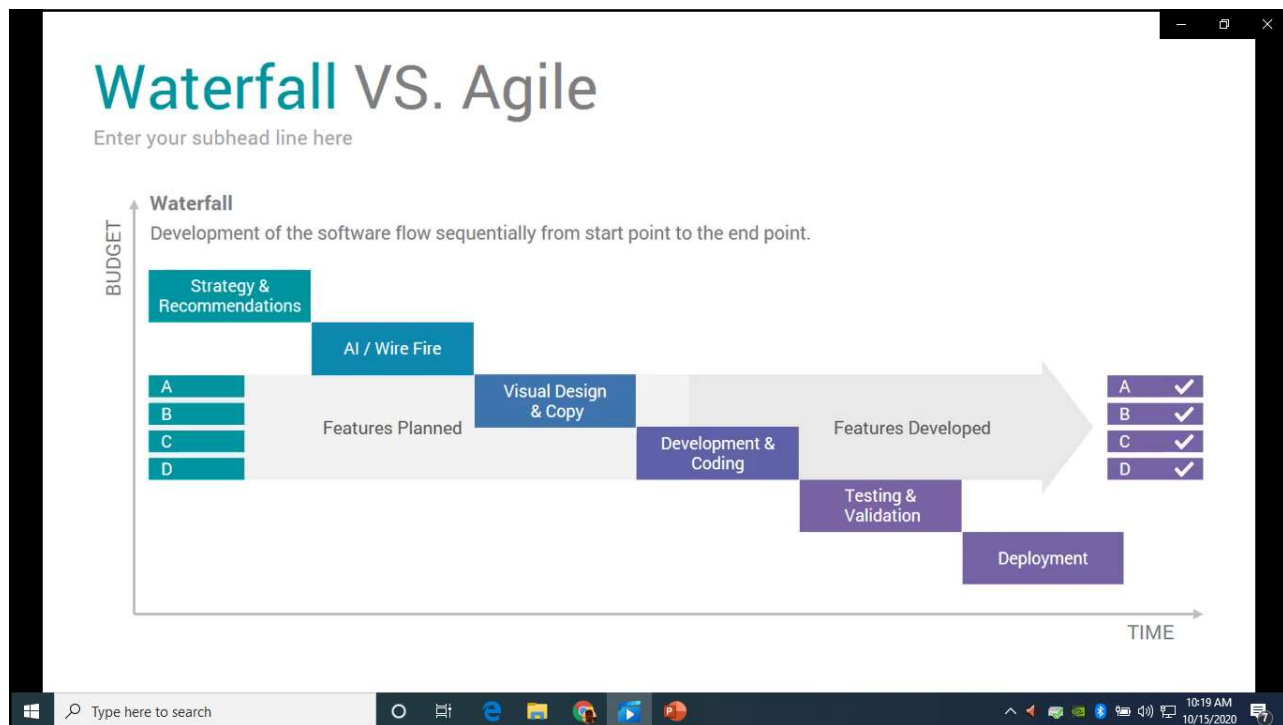 Waterfall VS. Agile
Enter your subhead line here
BUDGET
Waterfall
Development of the software flow sequentially from start point to the end point.
Strategy &
Recommendations
AI / Wire Fire
A
B
C
D
Features Planned
Visual Design
& Copy
Development &
Coding
Features Developed
Testing &
Validation
Deployment
A
B
C
D
TIME
Type here to search
10:19 AM
10/15/2020